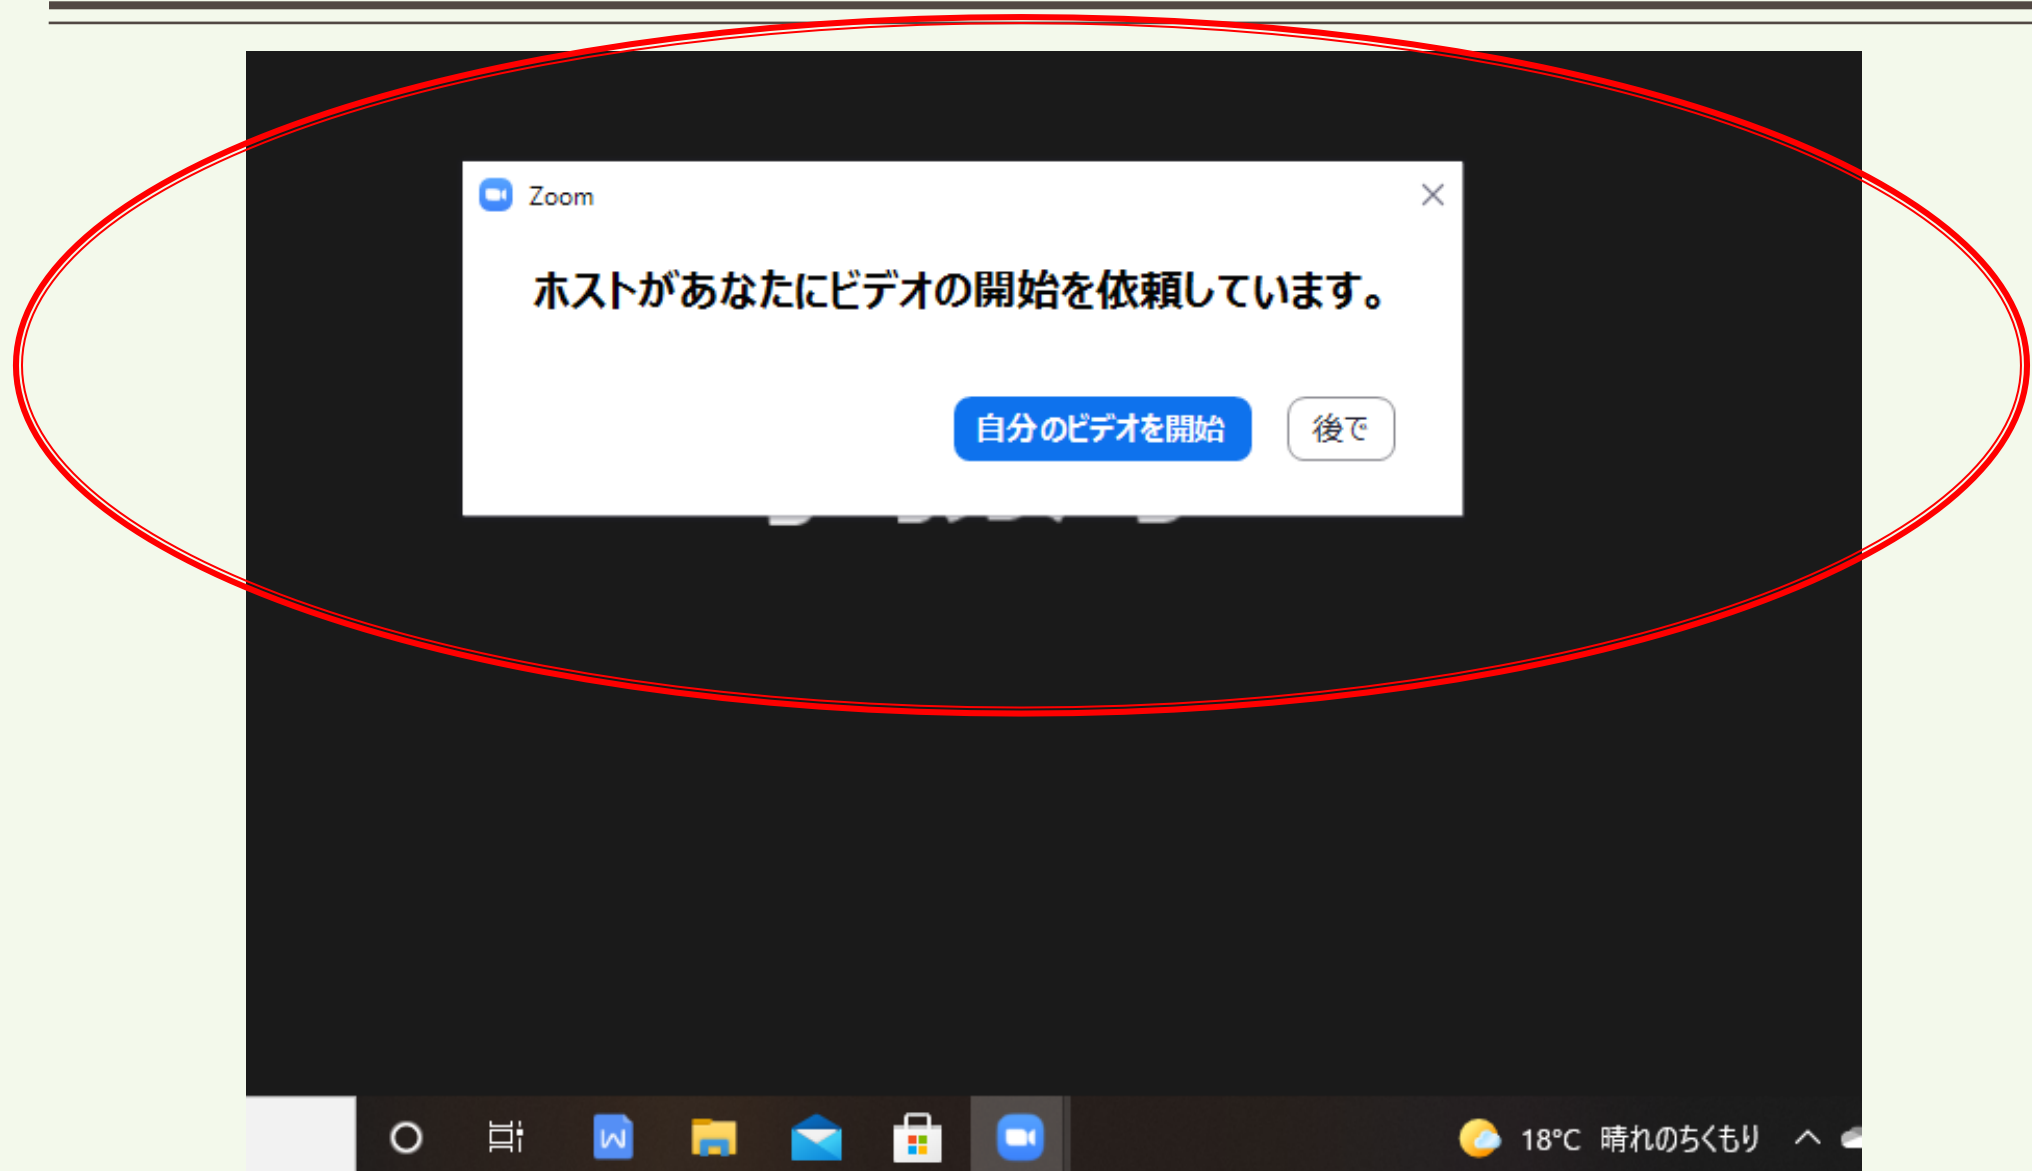 Zoom
ホストがあなたにビデオの開始を依頼しています。
自分のビデオを開始
後で
18°C 晴れのちくもり